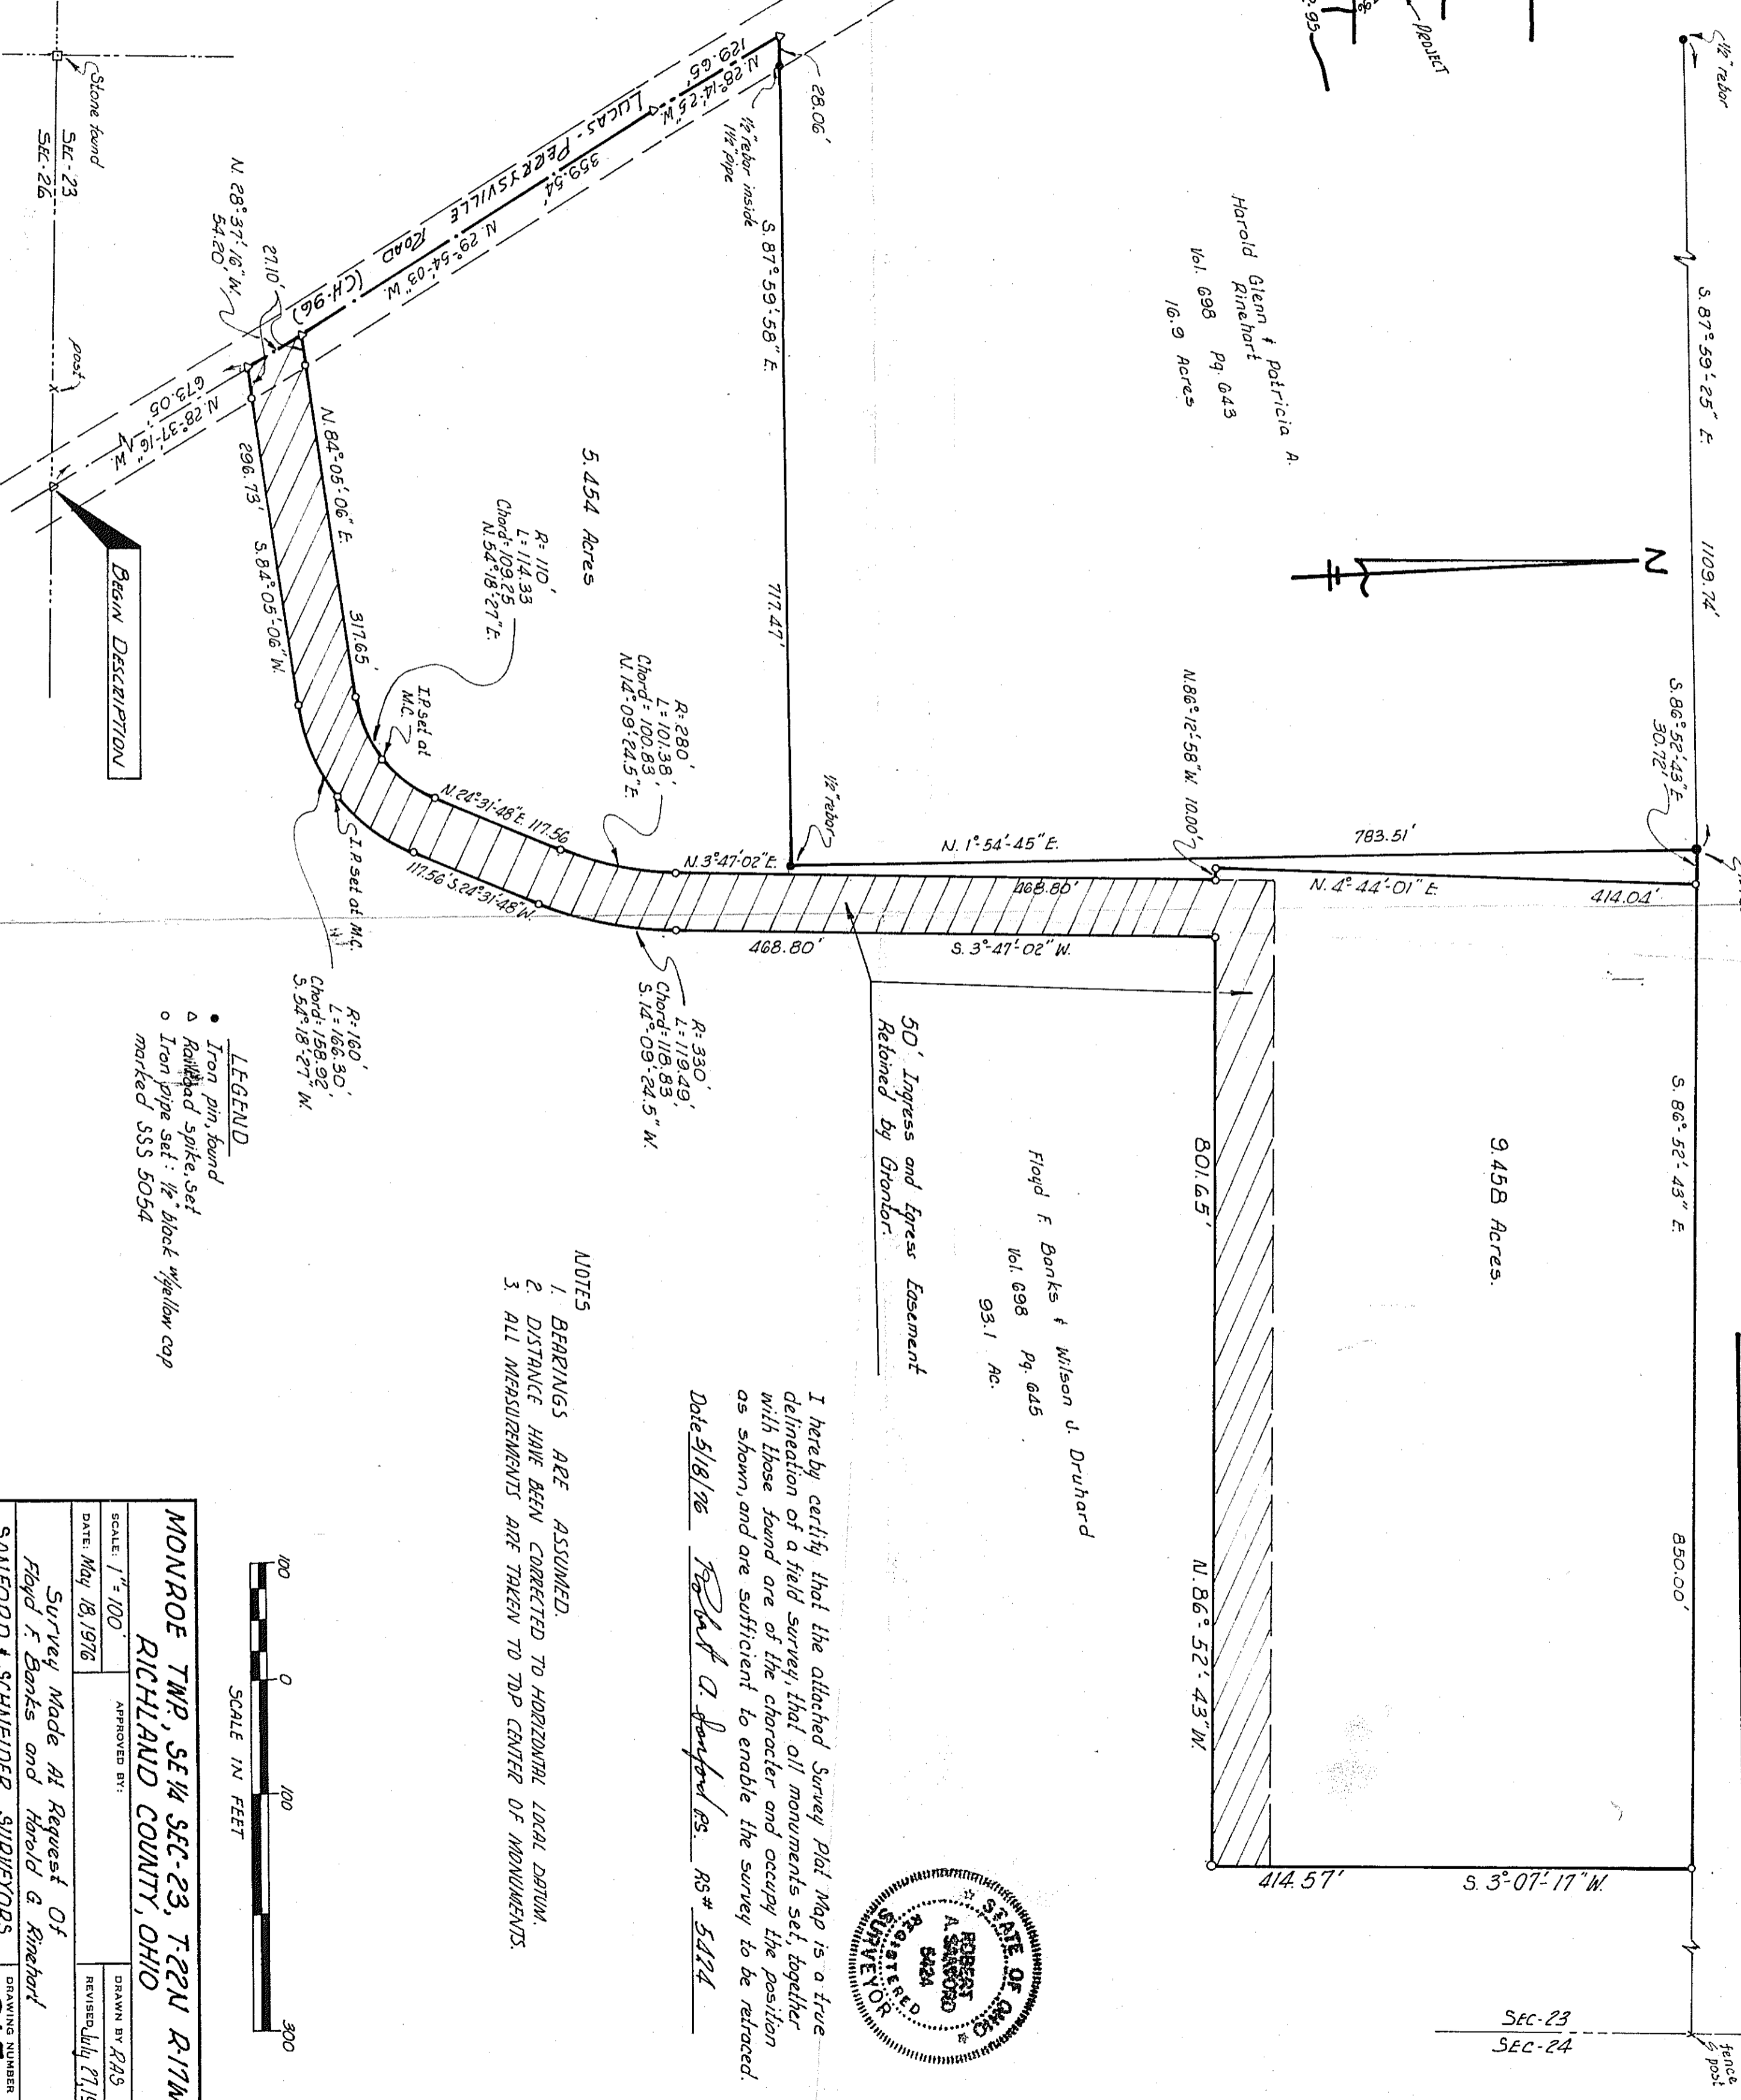 PROJECT
1/2" rebar
S. 87°-59'-25" E.
1109.74'
S. 86°-52'-43" E.
30.72'
S. 86°-52'-43" E.
850.00'
fence
post
SEC-23
SEC-24
N
Harold Glenn & Patricia A.
Rinehart
Vol. 698 Pg. 643
16.9 Acres
N. 86°-12'-58" W. 10.00'
N. 1°-54'-45" E.
783.51'
N. 4°-44'-01" E.
414.04'
9.458 Acres.
S. 3°-07'-17" W.
414.57'
801.65'
N. 86°-52'-43" W.
28.06'
1/2" rebar inside
1 1/2" pipe
S. 87°-59'-58" E.
717.47'
1/2" rebar
N. 28°-14'-25" W.
129.65'
LUCAS - PERRYSVILLE ROAD (CH-96)
359.54'
N. 29°-54'-03" W.
27.10'
N. 28°-37'-16" W.
54.20'
N. 28°-37'-16" W.
673.05'
Stone found
SEC-23
SEC-26
post
BEGIN DESCRIPTION
5.454 Acres
N. 84°-05'-06" E.
317.65'
296.73'
S. 84°-05'-06" W.
R= 110'
L= 114.33'
Chord= 109.25'
N. 54°-18'-27" E.
I.P. set at
M.C.
N. 24°-31'-48" E. 117.56
R= 280'
L= 101.38'
Chord= 100.83'
N. 14°-09'-24.5" E.
N. 3°-47'-02" E.
468.80'
468.80'
S. 3°-47'-02" W.
117.56' S. 24°-31'-48" W.
I.P. set at M.C.
R= 160'
L= 166.30'
Chord= 158.92'
S. 54°-18'-27" W.
R= 330'
L= 119.49'
Chord= 118.83'
S. 14°-09'-24.5" W.
50' Ingress and Egress Easement
Retained by Grantor.
Floyd F. Banks & Wilson J. Druhard
Vol. 698 Pg. 645
93.1 Ac.
LEGEND
● Iron pin, found
△ Railroad spike, set
○ Iron pipe set: 1/2" black w/yellow cap
marked SSS 5054
NOTES
1. BEARINGS ARE ASSUMED.
2. DISTANCE HAVE BEEN CORRECTED TO HORIZONTAL LOCAL DATUM.
3. ALL MEASUREMENTS ARE TAKEN TO TOP CENTER OF MONUMENTS.
I hereby certify that the attached Survey Plat Map is a true
delineation of a field survey, that all monuments set, together
with those found are of the character and occupy the position
as shown, and are sufficient to enable the survey to be retraced.
Date 5/18/76 Robert A. Sanford P.S. RS# 5424
STATE OF OHIO
ROBERT
A. SANFORD
5424
REGISTERED
SURVEYOR
100 0 100 300
SCALE IN FEET
MONROE TWP., SE 1/4 SEC-23, T-22N R-17W
RICHLAND COUNTY, OHIO
SCALE: 1"=100'
APPROVED BY:
DRAWN BY RAS
DATE: May 18, 1976
REVISED July 27, 19
Survey Made At Request Of
Floyd F. Banks and Harold G Rinehart
SANFORD & SCHNEIDER SURVEYORS
DRAWING NUMBER